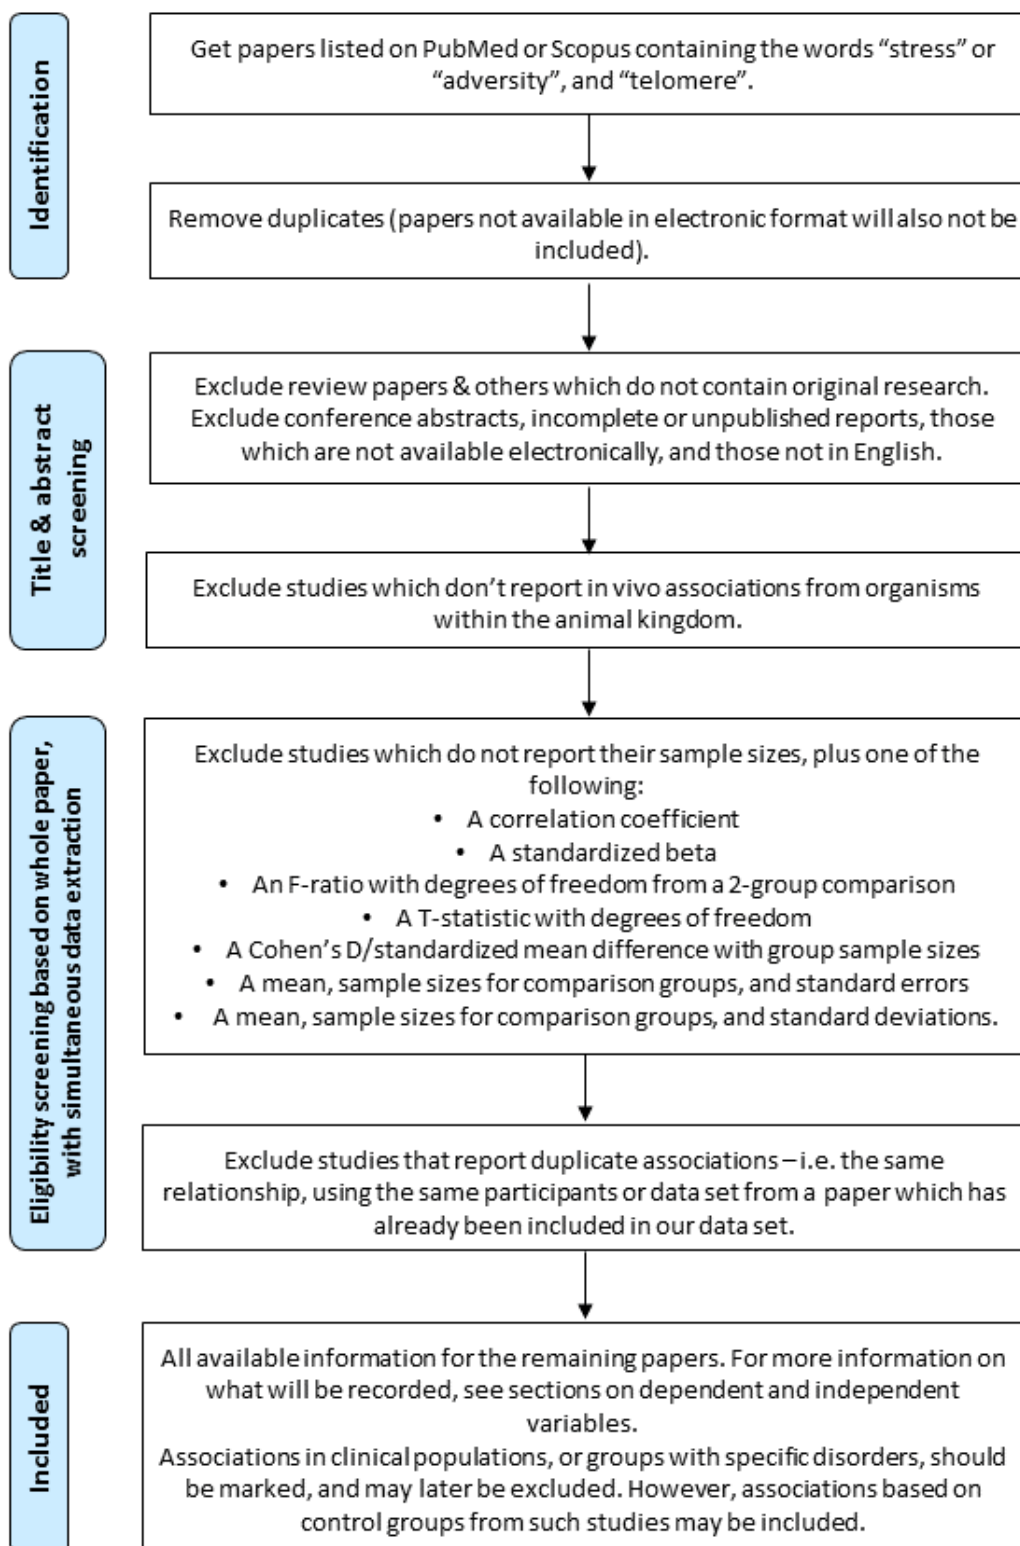 Identification
Get papers listed on PubMed or Scopus containing the words “stress” or
“adversity”, and “telomere”.
Remove duplicates (papers not available in electronic format will also not be
included).
Title & abstract
screening
Exclude review papers & others which do not contain original research.
Exclude conference abstracts, incomplete or unpublished reports, those
which are not available electronically, and those not in English.
Exclude studies which don’t report in vivo associations from organisms
within the animal kingdom.
Eligibility screening based on whole paper,
with simultaneous data extraction
Exclude studies which do not report their sample sizes, plus one of the
following:
• A correlation coefficient
• A standardized beta
• An F-ratio with degrees of freedom from a 2-group comparison
• A T-statistic with degrees of freedom
• A Cohen’s D/standardized mean difference with group sample sizes
• A mean, sample sizes for comparison groups, and standard errors
• A mean, sample sizes for comparison groups, and standard deviations.
Exclude studies that report duplicate associations – i.e. the same
relationship, using the same participants or data set from a paper which has
already been included in our data set.
Included
All available information for the remaining papers. For more information on
what will be recorded, see sections on dependent and independent
variables.
Associations in clinical populations, or groups with specific disorders, should
be marked, and may later be excluded. However, associations based on
control groups from such studies may be included.